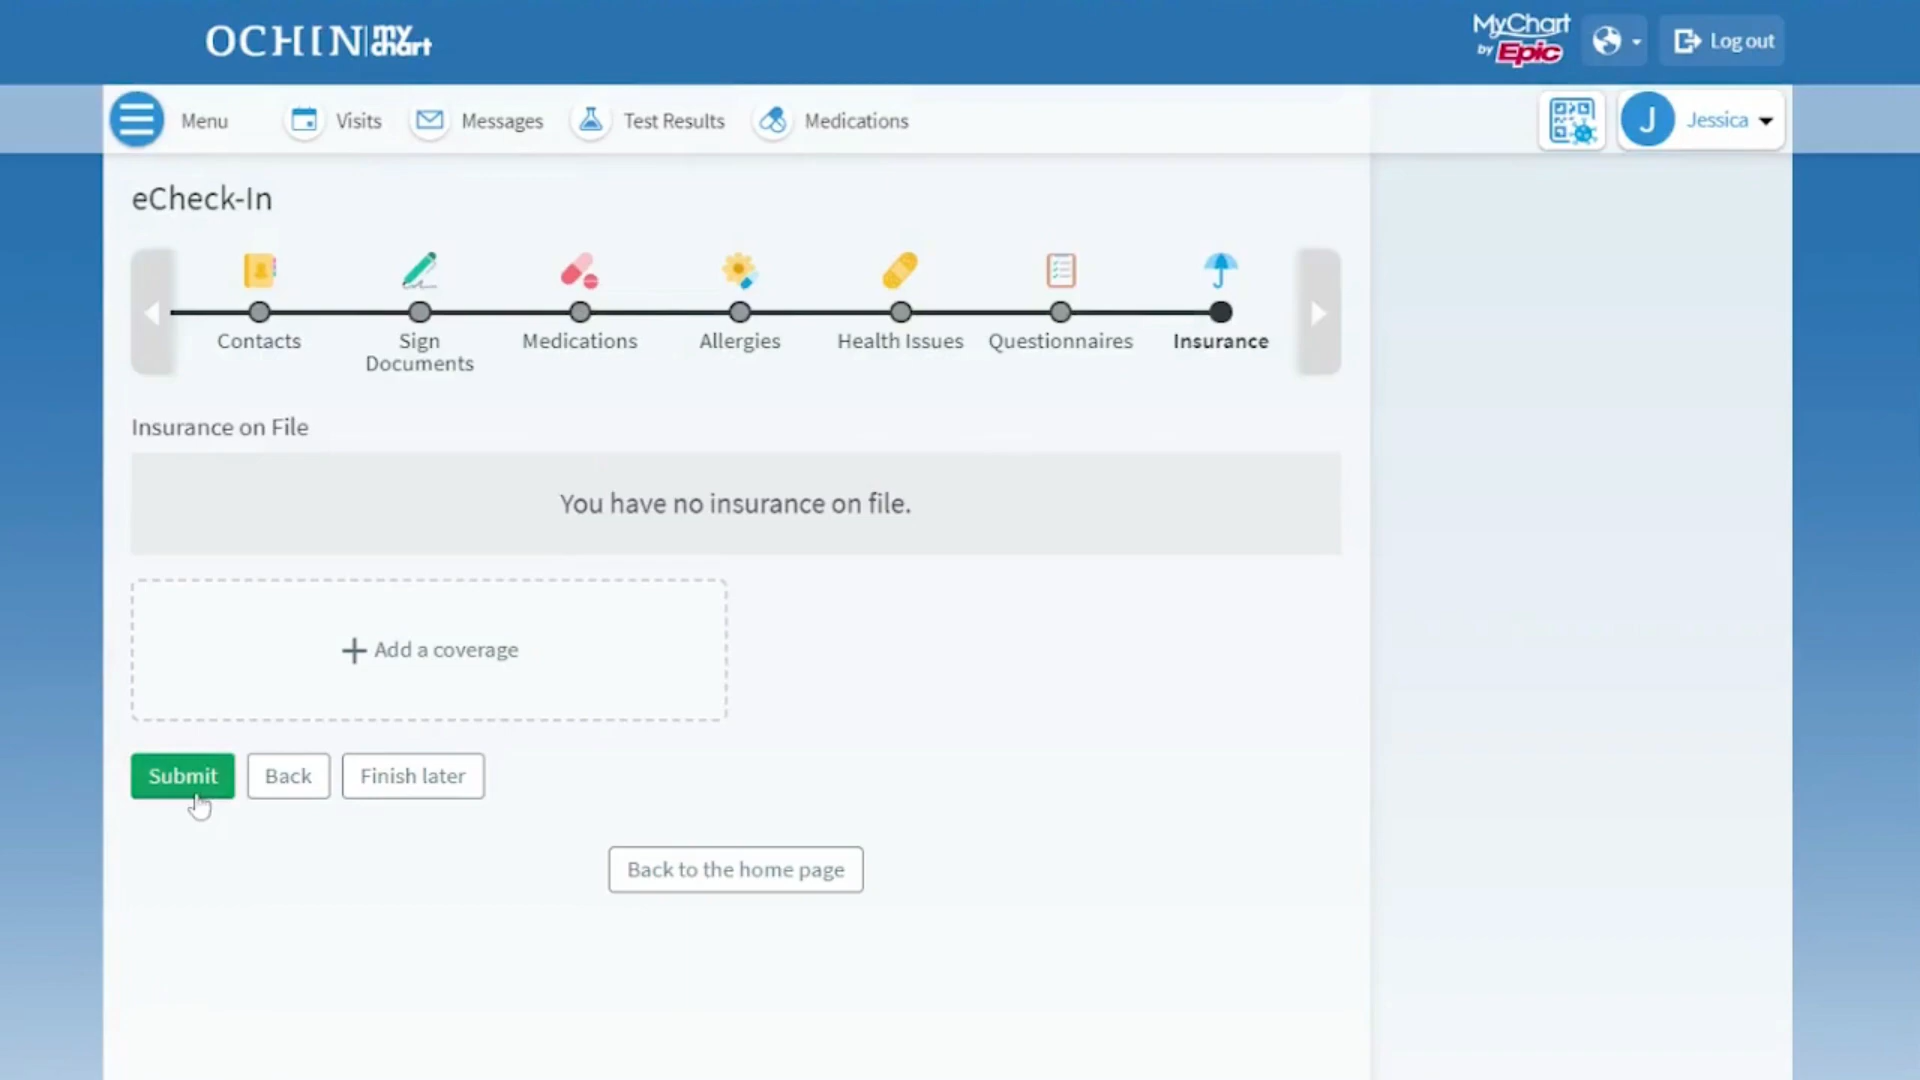 OCHIN my chart
MyChart by Epic
Log out
Menu
Visits
Messages
Test Results
Medications
J
Jessica
eCheck-In
Contacts
Sign
Documents
Medications
Allergies
Health Issues
Questionnaires
Insurance
Insurance on File
You have no insurance on file.
Add a coverage
Submit
Back
Finish later
Back to the home page